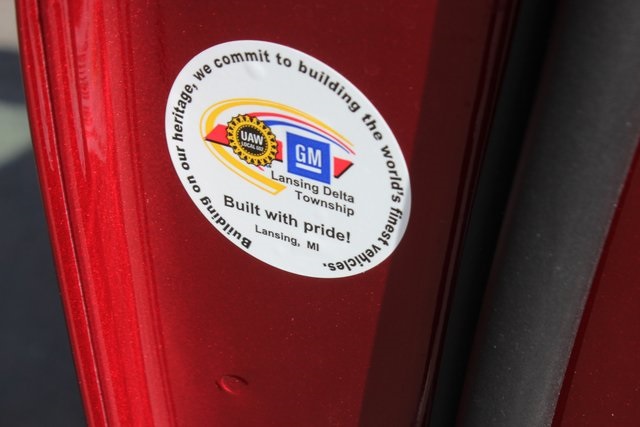 Building on our heritage, we commit to building the world's finest vehicles.
UAW
LOCAL 602
GM
Lansing Delta
Township
Built with pride!
Lansing, MI